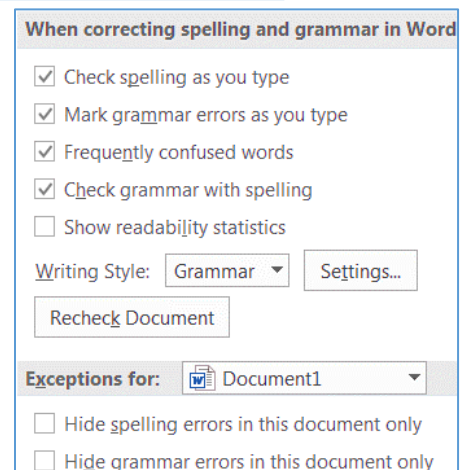 When correcting spelling and grammar in Word
Check spelling as you type
Mark grammar errors as you type
Frequently confused words
Check grammar with spelling
Show readability statistics
Writing Style: Grammar Settings...
Recheck Document
Exceptions for: Document1
Hide spelling errors in this document only
Hide grammar errors in this document only